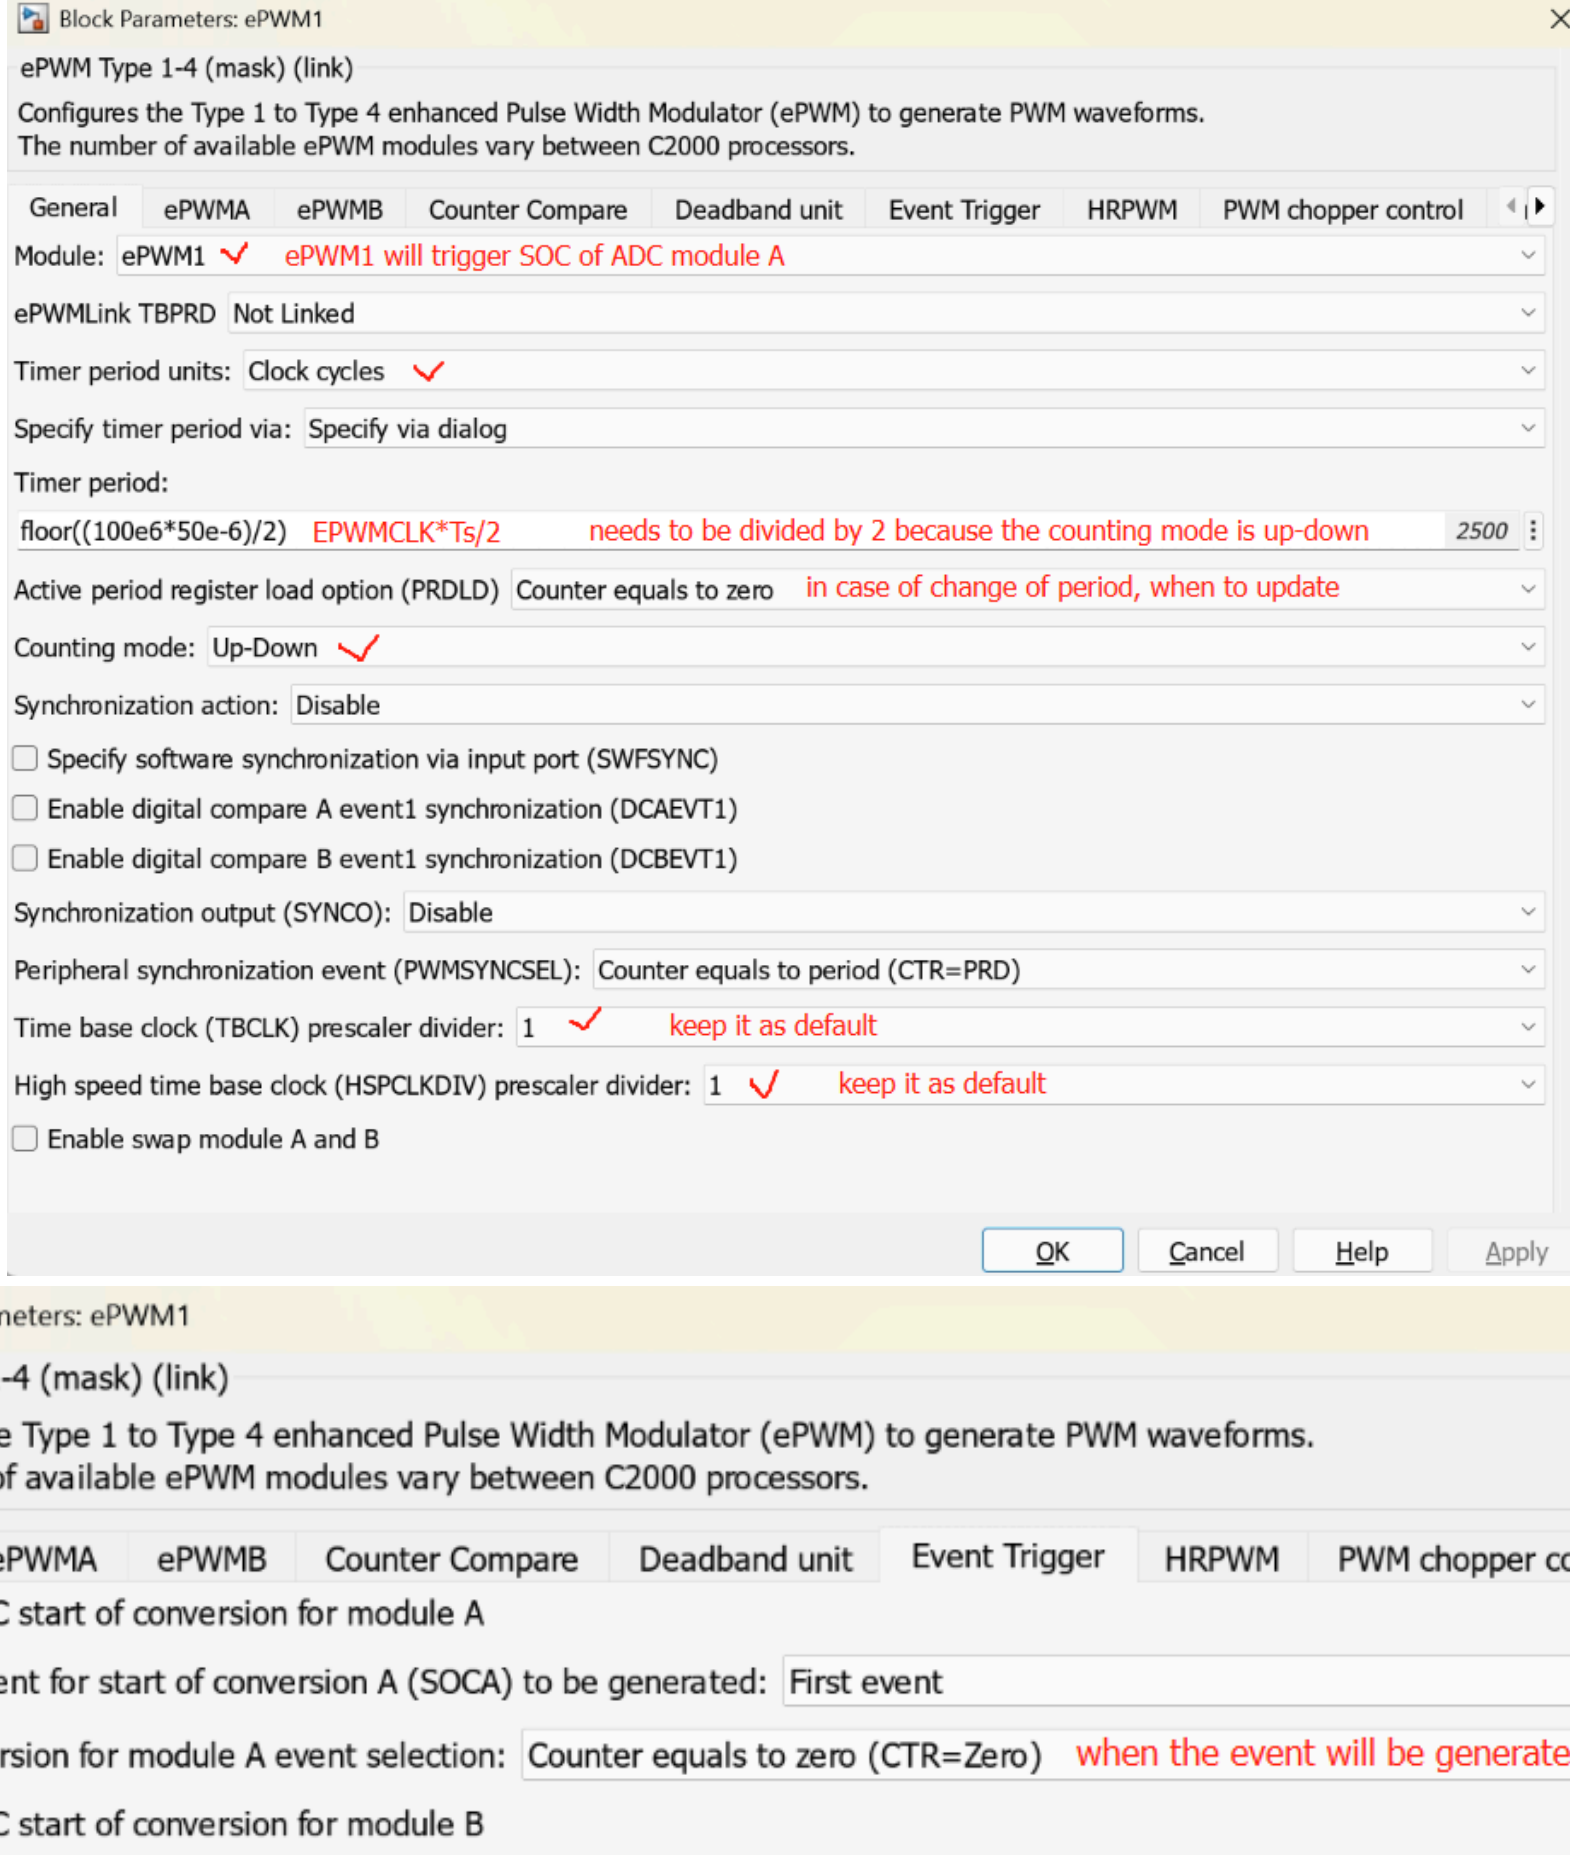 Block Parameters: ePWM1
ePWM Type 1-4 (mask) (link)
Configures the Type 1 to Type 4 enhanced Pulse Width Modulator (ePWM) to generate PWM waveforms.
The number of available ePWM modules vary between C2000 processors.
General ePWMA ePWMB Counter Compare Deadband unit Event Trigger HRPWM PWM chopper control
Module: ePWM1 ePWM1 will trigger SOC of ADC module A
ePWMLink TBPRD Not Linked
Timer period units: Clock cycles
Specify timer period via: Specify via dialog
Timer period:
floor((100e6*50e-6)/2) EPWMCLK*Ts/2 needs to be divided by 2 because the counting mode is up-down 2500
Active period register load option (PRDLD) Counter equals to zero in case of change of period, when to update
Counting mode: Up-Down
Synchronization action: Disable
Specify software synchronization via input port (SWFSYNC)
Enable digital compare A event1 synchronization (DCAEVT1)
Enable digital compare B event1 synchronization (DCBEVT1)
Synchronization output (SYNCO): Disable
Peripheral synchronization event (PWMSYNCSEL): Counter equals to period (CTR=PRD)
Time base clock (TBCLK) prescaler divider: 1 keep it as default
High speed time base clock (HSPCLKDIV) prescaler divider: 1 keep it as default
Enable swap module A and B
OK Cancel Help Apply
neters: ePWM1
-4 (mask) (link)
e Type 1 to Type 4 enhanced Pulse Width Modulator (ePWM) to generate PWM waveforms.
of available ePWM modules vary between C2000 processors.
ePWMA ePWMB Counter Compare Deadband unit Event Trigger HRPWM PWM chopper co
C start of conversion for module A
ent for start of conversion A (SOCA) to be generated: First event
rsion for module A event selection: Counter equals to zero (CTR=Zero) when the event will be generate
C start of conversion for module B